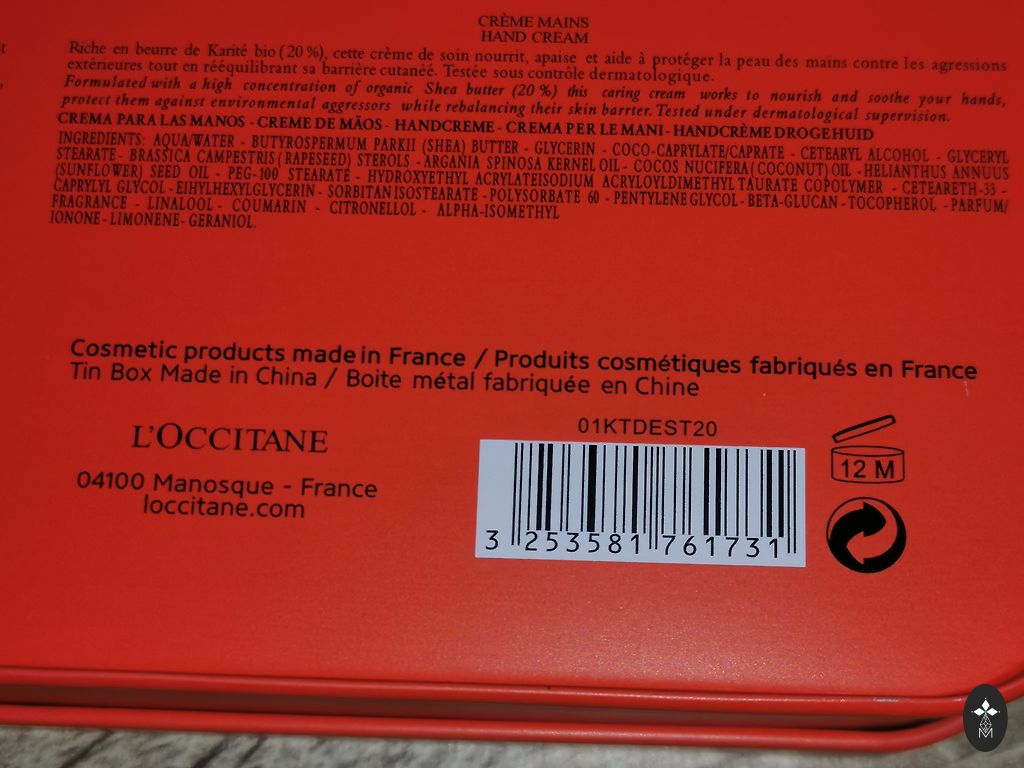 CRÈME MAINS
HAND CREAM
Riche en beurre de Karité bio (20 %), cette crème de soin nourrit, apaise et aide à protéger la peau des mains contre les agressions
extérieures tout en rééquilibrant sa barrière cutanée. Testée sous contrôle dermatologique.
Formulated with a high concentration of organic Shea butter (20 %) this caring cream works to nourish and soothe your hands,
protect them against environmental aggressors while rebalancing their skin barrter. Tested under dermatological supervision.
CREMA PARA LAS MANOS - CREME DE MÃOS - HANDCREME - CREMA PER LE MANI - HANDCRÈME DROGE HUID
INGREDIENTS: AQUA/WATER - BUTYROSPERMUM PARKII (SHEA) BUTTER - GLYCERIN - COCO-CAPRYLATE/CAPRATE - CETEARYL ALCOHOL - GLYCERYL
STEARATE - BRASSICA CAMPESTRIS (RAPESEED) STEROLS - ARGANIA SPINOSA KERNEL OIL - COCOS NUCIFERA (COCONUT) OIL - HELIANTHUS ANNUUS
(SUNFLOWER) SEED OIL - PEG-100 STEARATE - HYDROXYETHYL ACRYLATEISODIUM ACRYLOYLDIMETHYL TAURATE COPOLYMER - CETEARETH-33 -
CAPRYLYL GLYCOL - EIHYLHEXYLGLYCERIN - SORBITAN ISOSTEARATE - POLYSORBATE 60 - PENTYLENE GLYCOL - BETA-GLUCAN - TOCOPHEROL - PARFUM/
FRAGRANCE - LINALOOL - COUMARIN - CITRONELLOL - ALPHA-ISOMETHYL
IONONE - LIMONENE - GERANIOL.
Cosmetic products made in France / Produits cosmétiques fabriqués en France
Tin Box Made in China / Boite métal fabriquée en Chine
L'OCCITANE
04100 Manosque - France
loccitane.com
01KTDEST20
12 M
3 253581 761731